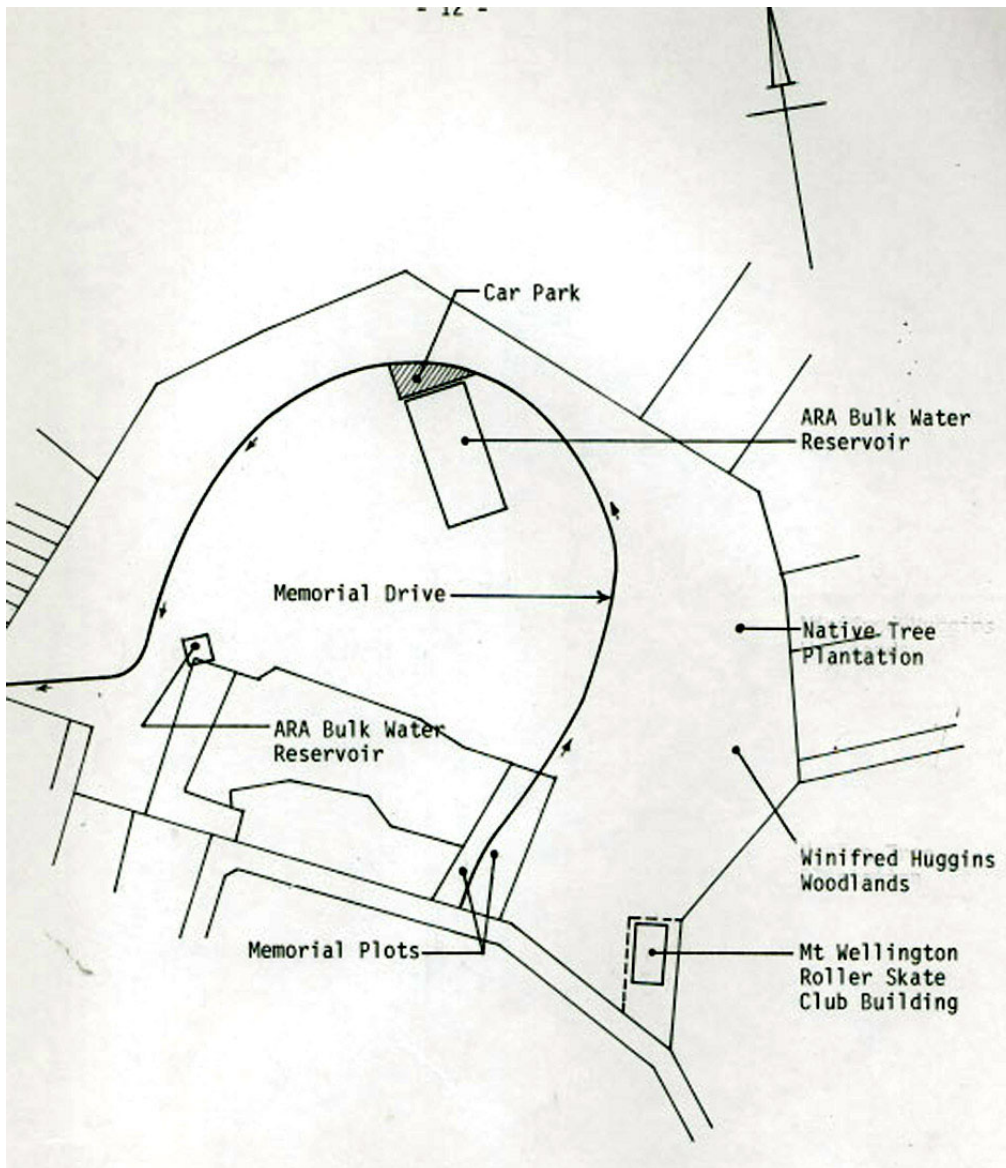 - 12 -
Car Park
ARA Bulk Water
Reservoir
Memorial Drive
Native Tree
Plantation
ARA Bulk Water
Reservoir
Winifred Huggins
Woodlands
Memorial Plots
Mt Wellington
Roller Skate
Club Building